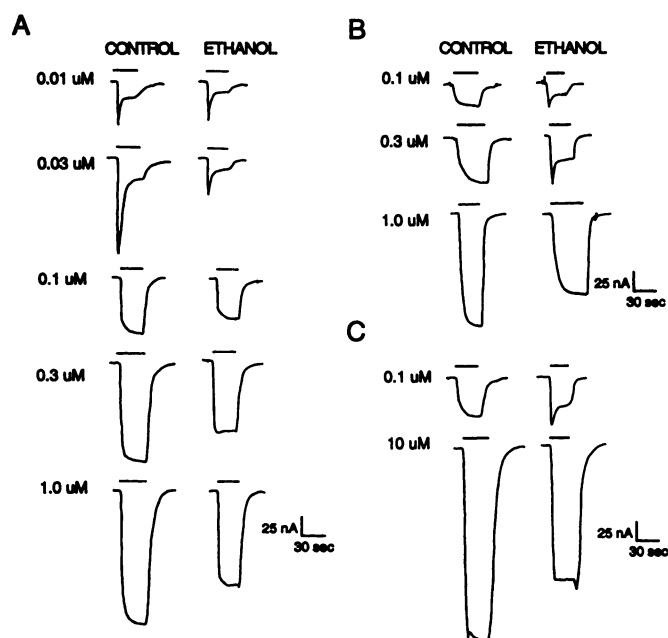 A
CONTROL ETHANOL
0.01 uM
0.03 uM
0.1 uM
0.3 uM
1.0 uM
25 nA
30 sec
B
CONTROL ETHANOL
0.1 uM
0.3 uM
1.0 uM
25 nA
30 sec
C
0.1 uM
10 uM
25 nA
30 sec